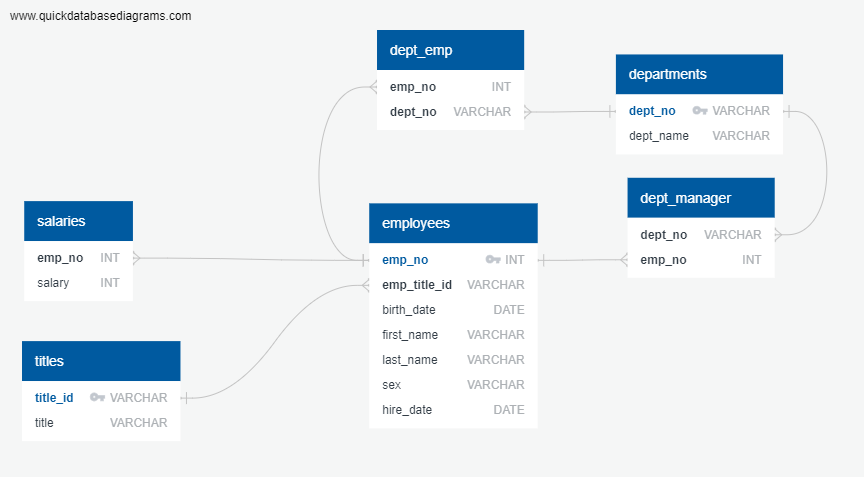 www.quickdatabasediagrams.com
dept_emp
emp_no INT
dept_no VARCHAR
departments
dept_no VARCHAR
dept_name VARCHAR
dept_manager
dept_no VARCHAR
emp_no INT
salaries
emp_no INT
salary INT
employees
emp_no INT
emp_title_id VARCHAR
birth_date DATE
first_name VARCHAR
last_name VARCHAR
sex VARCHAR
hire_date DATE
titles
title_id VARCHAR
title VARCHAR